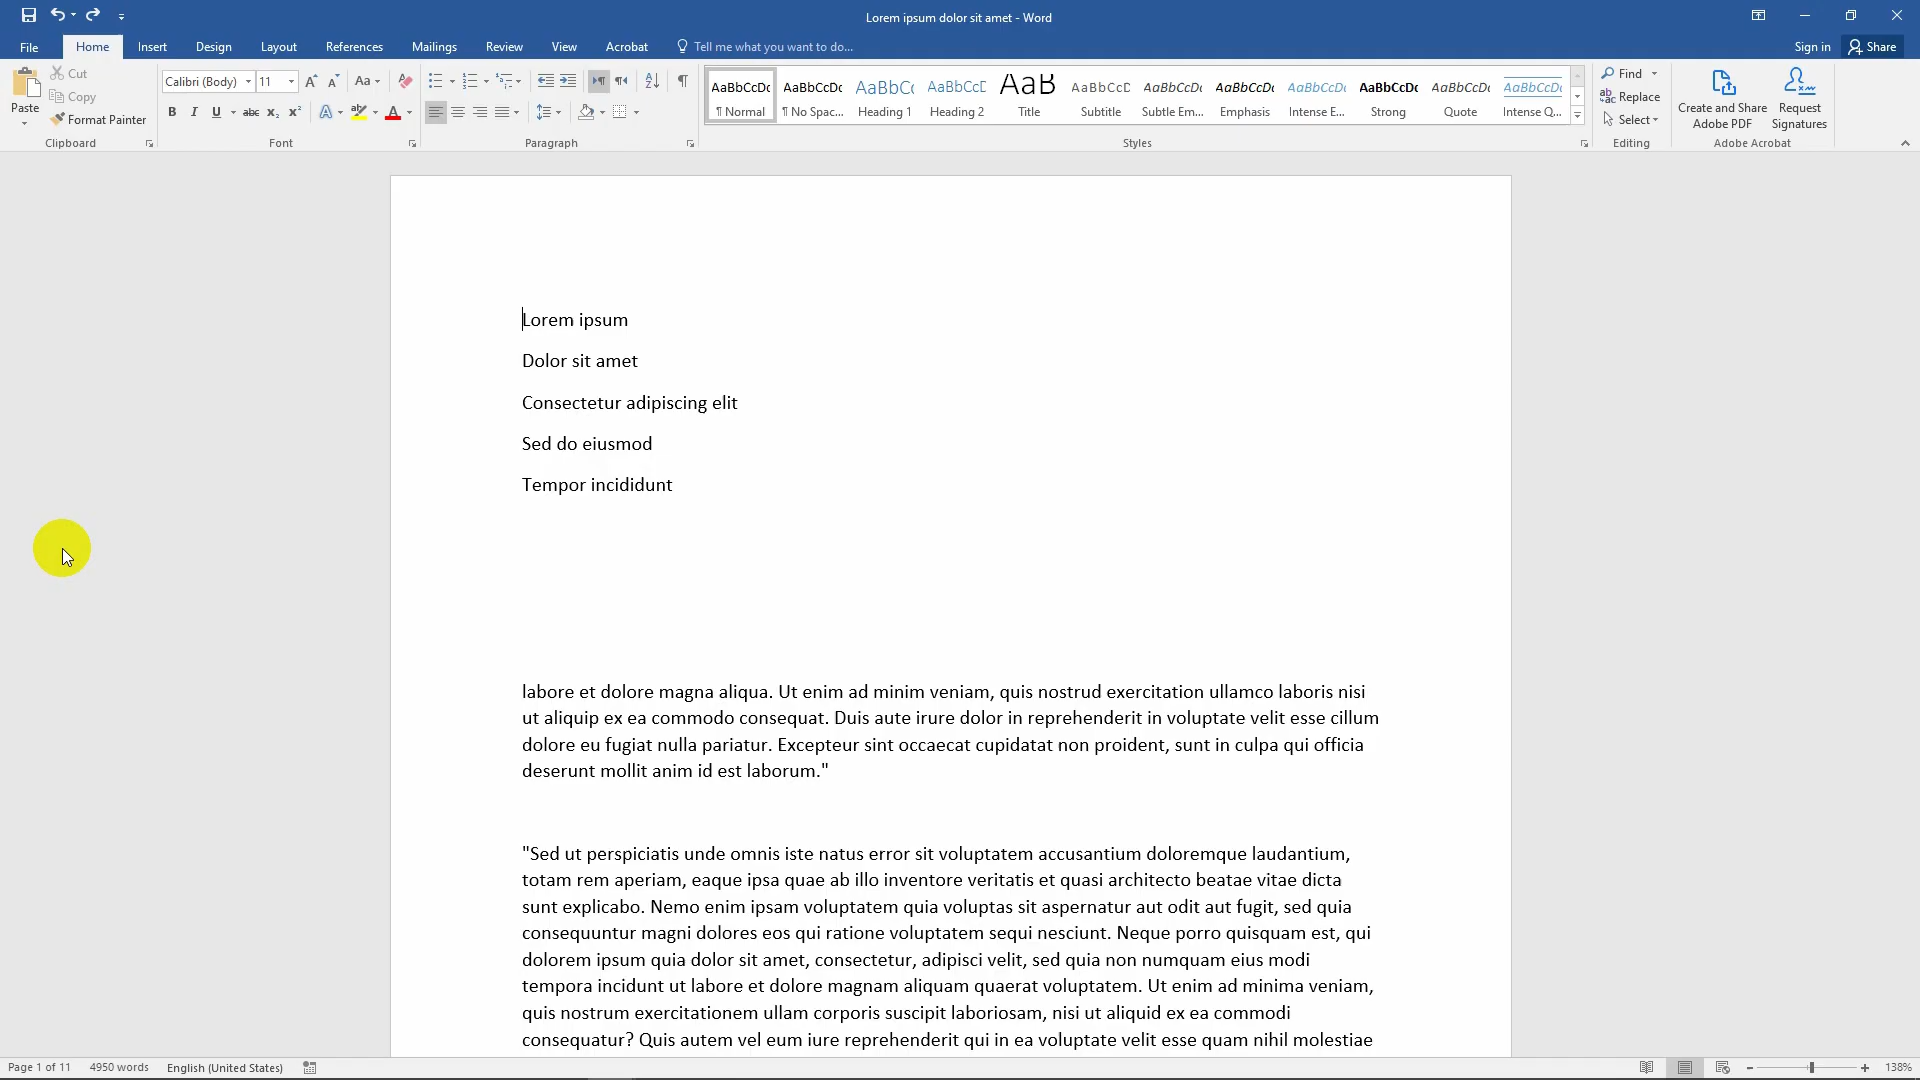 Lorem ipsum dolor sit amet - Word
File Home Insert Design Layout References Mailings Review View Acrobat Tell me what you want to do... Sign in Share
Paste
Cut
Copy
Format Painter
Clipboard
Calibri (Body) 11
Font
Paragraph
AaBbCcDc AaBbCcDc AaBbC( AaBbCcE AaB AaBbCcD AaBbCcDc AaBbCcDc AaBbCcDc AaBbCcDc AaBbCcDc AaBbCcDc
¶ Normal ¶ No Spac... Heading 1 Heading 2 Title Subtitle Subtle Em... Emphasis Intense E... Strong Quote Intense Q...
Styles
Find
Replace
Select
Editing
Create and Share
Adobe PDF
Request
Signatures
Adobe Acrobat
Lorem ipsum
Dolor sit amet
Consectetur adipiscing elit
Sed do eiusmod
Tempor incididunt
labore et dolore magna aliqua. Ut enim ad minim veniam, quis nostrud exercitation ullamco laboris nisi
ut aliquip ex ea commodo consequat. Duis aute irure dolor in reprehenderit in voluptate velit esse cillum
dolore eu fugiat nulla pariatur. Excepteur sint occaecat cupidatat non proident, sunt in culpa qui officia
deserunt mollit anim id est laborum."
"Sed ut perspiciatis unde omnis iste natus error sit voluptatem accusantium doloremque laudantium,
totam rem aperiam, eaque ipsa quae ab illo inventore veritatis et quasi architecto beatae vitae dicta
sunt explicabo. Nemo enim ipsam voluptatem quia voluptas sit aspernatur aut odit aut fugit, sed quia
consequuntur magni dolores eos qui ratione voluptatem sequi nesciunt. Neque porro quisquam est, qui
dolorem ipsum quia dolor sit amet, consectetur, adipisci velit, sed quia non numquam eius modi
tempora incidunt ut labore et dolore magnam aliquam quaerat voluptatem. Ut enim ad minima veniam,
quis nostrum exercitationem ullam corporis suscipit laboriosam, nisi ut aliquid ex ea commodi
consequatur? Quis autem vel eum iure reprehenderit qui in ea voluptate velit esse quam nihil molestiae
Page 1 of 11 4950 words English (United States) 138%